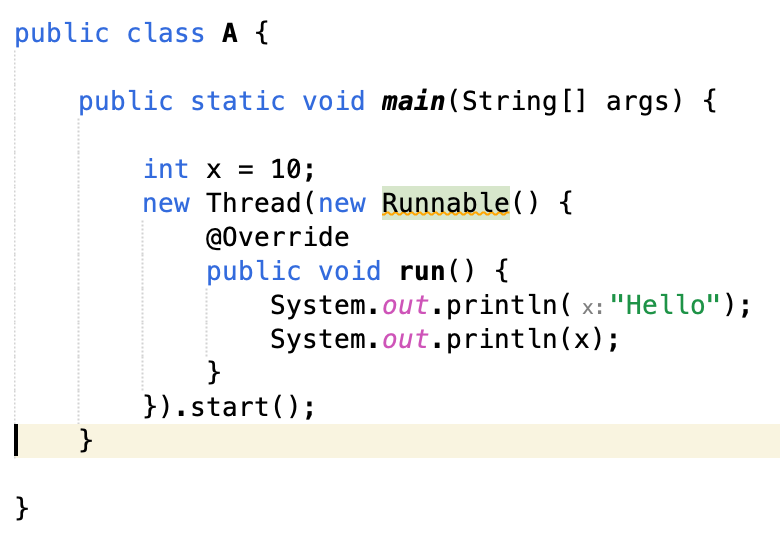 public class A {
public static void main(String[] args) {
int x = 10;
new Thread(new Runnable() {
@Override
public void run() {
System.out.println( x: "Hello");
System.out.println(x);
}
}).start();
}
}